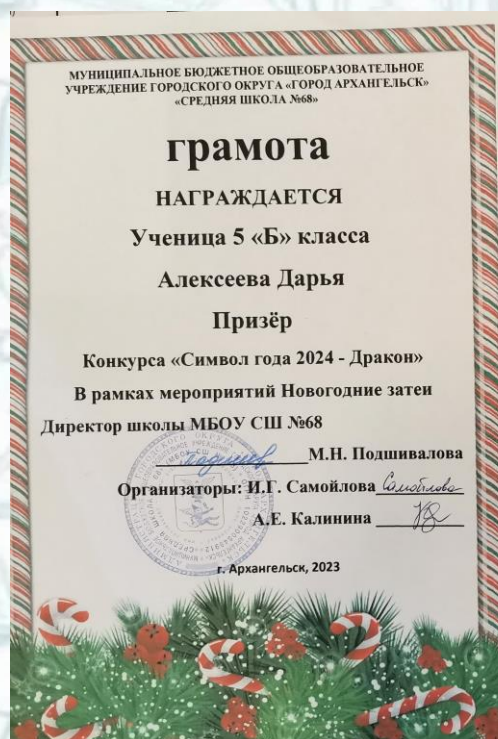 МУНИЦИПАЛЬНОЕ БЮДЖЕТНОЕ ОБЩЕОБРАЗОВАТЕЛЬНОЕ
УЧРЕЖДЕНИЕ ГОРОДСКОГО ОКРУГА «ГОРОД АРХАНГЕЛЬСК»
«СРЕДНЯЯ ШКОЛА №68»
грамота
НАГРАЖДАЕТСЯ
Ученица 5 «Б» класса
Алексеева Дарья
Призёр
Конкурса «Символ года 2024 - Дракон»
В рамках мероприятий Новогодние затеи
Директор школы МБОУ СШ №68
М.Н. Подшивалова
Организаторы: И.Г. Самойлова Самойлова
А.Е. Калинина
г. Архангельск, 2023